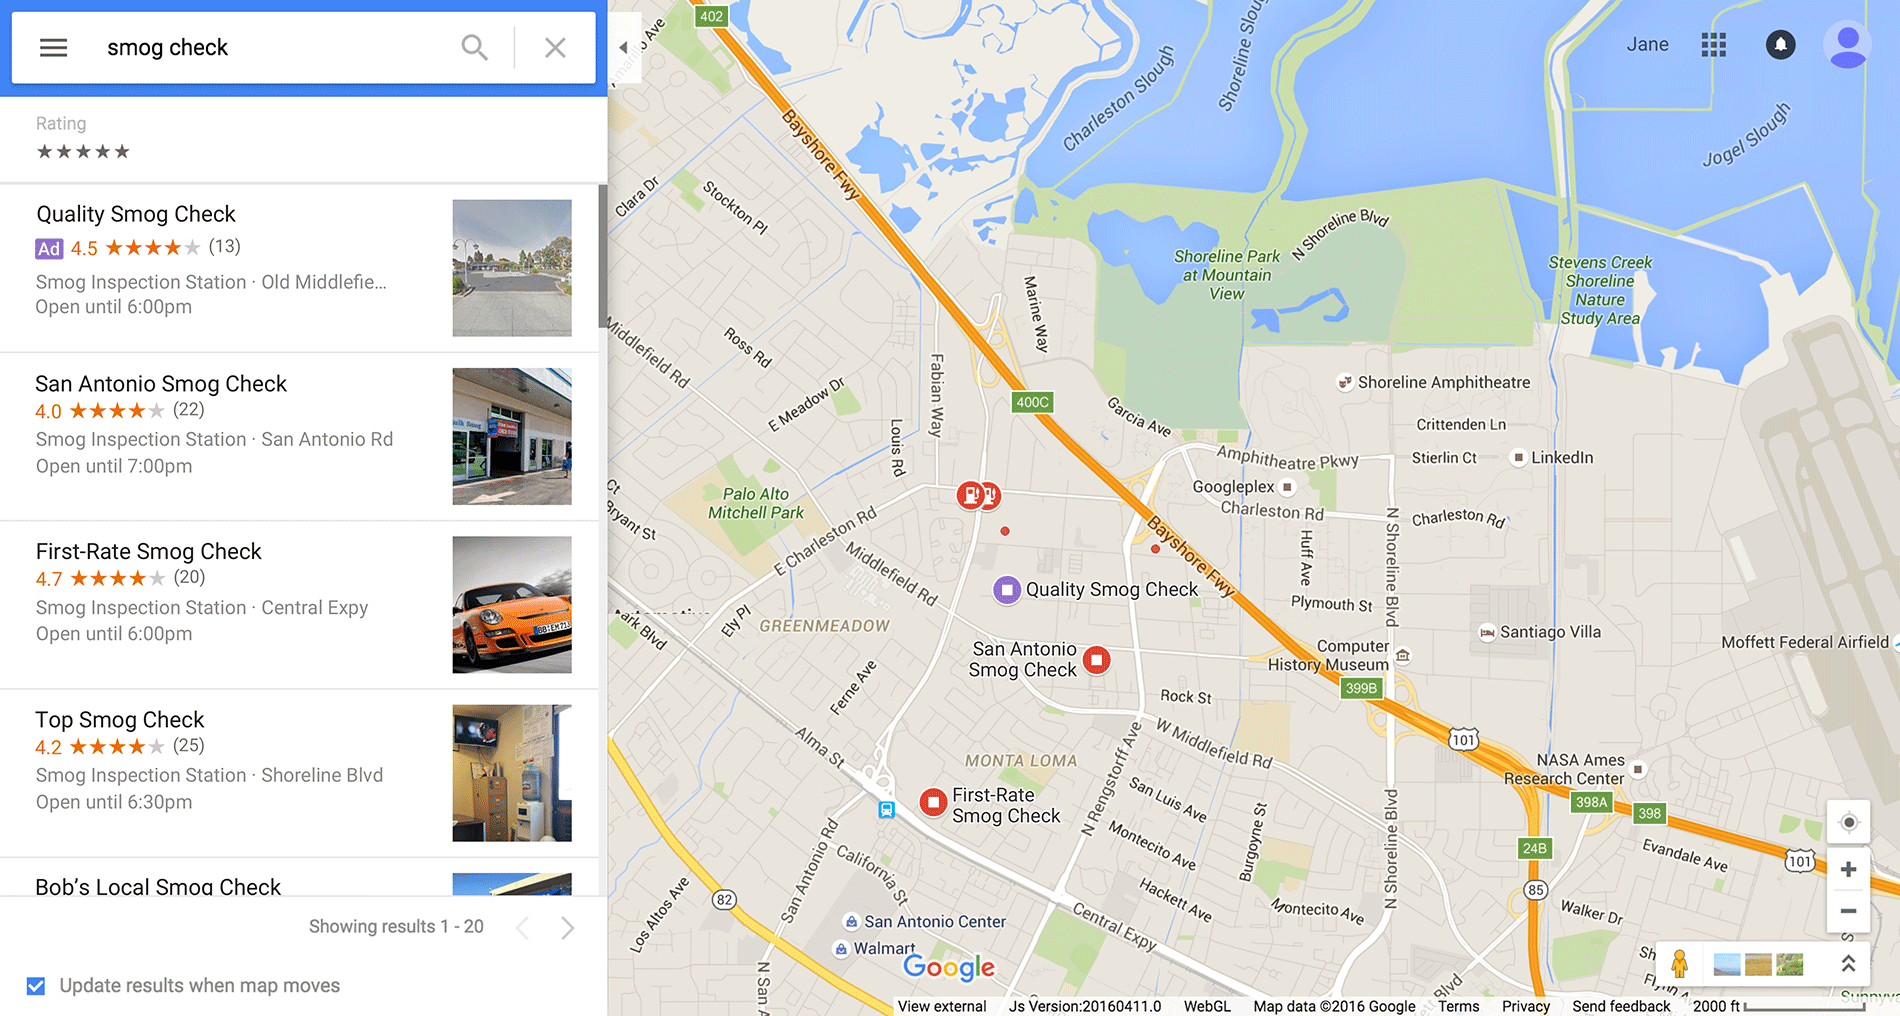 smog check
Rating
Quality Smog Check
Ad 4.5 (13)
Smog Inspection Station · Old Middlefie...
Open until 6:00pm
San Antonio Smog Check
4.0 (22)
Smog Inspection Station · San Antonio Rd
Open until 7:00pm
First-Rate Smog Check
4.7 (20)
Smog Inspection Station · Central Expy
Open until 6:00pm
Top Smog Check
4.2 (25)
Smog Inspection Station · Shoreline Blvd
Open until 6:30pm
Bob's Local Smog Check
Showing results 1 - 20
Update results when map moves
402
Jane
Bayshore Fwy
Charleston Slough
Shoreline Slou
Jogel Slough
Clara Dr
Stockton Pl
N Shoreline Blvd
Shoreline Park
at Mountain
View
Stevens Creek
Shoreline
Nature
Study Area
Marine Way
Middlefield Rd
Ross Rd
Fabian Way
E Meadow Dr
400C
Garcia Ave
Shoreline Amphitheatre
Crittenden Ln
Louis Rd
Amphitheatre Pkwy
Stierlin Ct
LinkedIn
Googleplex
Palo Alto
Mitchell Park
Ct
Bryant St
E Charleston Rd
Charleston Rd
N Shoreline Blvd
Charleston Rd
Bayshore Fwy
Middlefield Rd
Huff Ave
Quality Smog Check
Plymouth St
ark Blvd
Ely Pl
GREENMEADOW
San Antonio
Smog Check
Computer
History Museum
Santiago Villa
Moffett Federal Airfield
399B
Ferne Ave
Rock St
W Middlefield Rd
101
Alma St
MONTA LOMA
N Rengstorff Ave
NASA Ames
Research Center
First-Rate
Smog Check
San Luis Ave
398A
398
Montecito Ave
Burgoyne St
N Shoreline Blvd
24B
Evandale Ave
101
San Antonio Rd
California St
Hackett Ave
85
82
Los Altos Ave
Montecito Ave
Walker Dr
San Antonio Center
Central Expy
Walmart
Google
N San A
View external
Js Version:20160411.0
WebGL
Map data ©2016 Google
Terms
Privacy
Send feedback
2000 ft